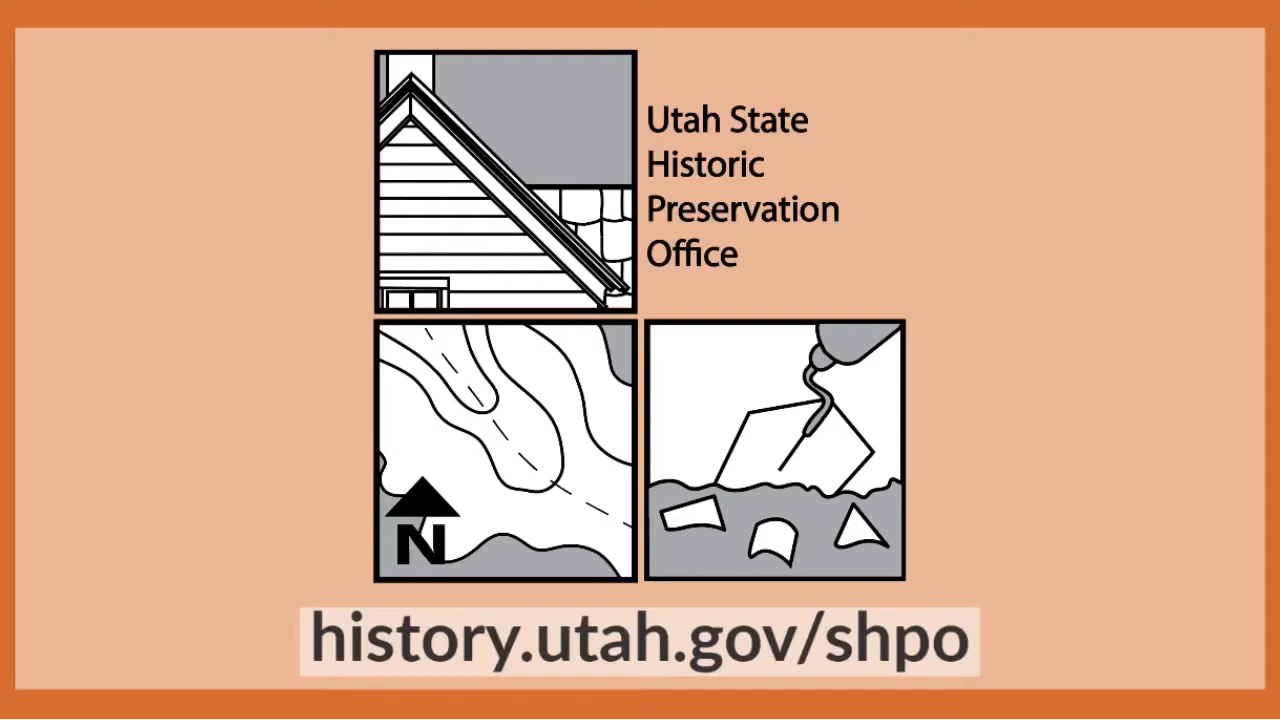 Utah State
Historic
Preservation
Office
N
history.utah.gov/shpo